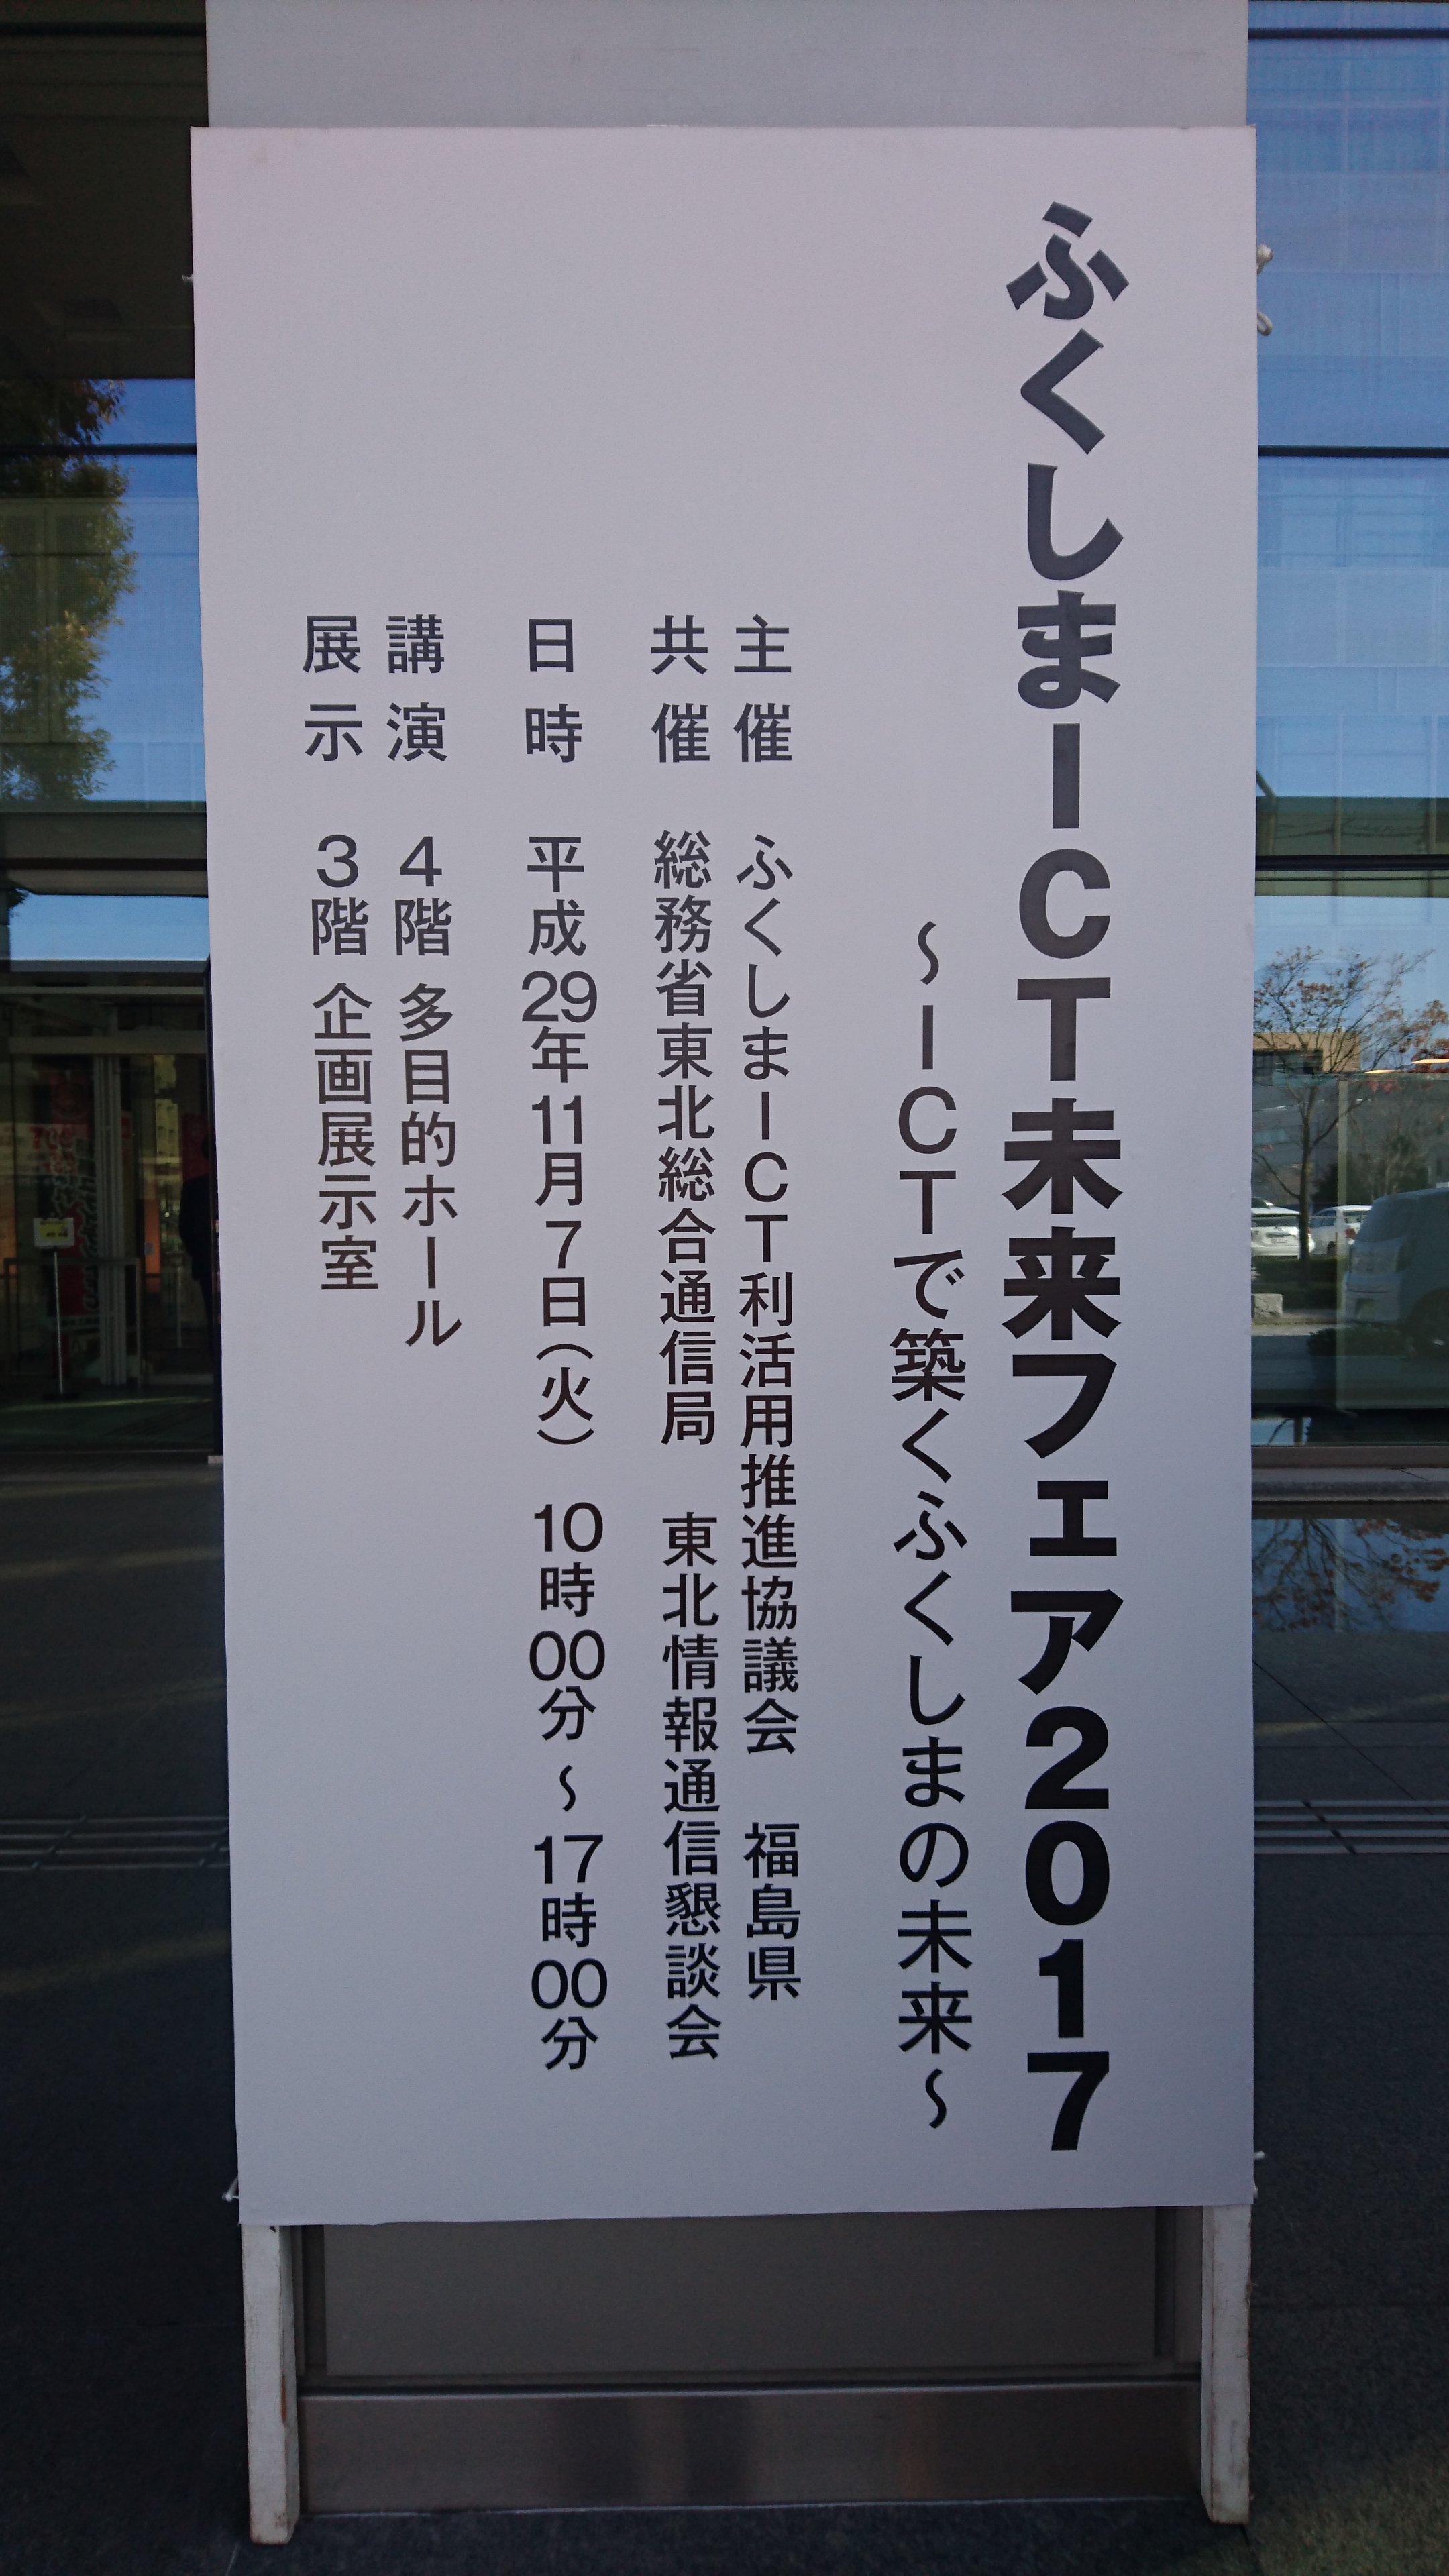 ふくしまICT未来フェア2017
～ICTで築くふくしまの未来～
主催 ふくしまICT利活用推進協議会 福島県
共催 総務省東北総合通信局 東北情報通信懇談会
日時 平成29年11月7日(火) 10時00分～17時00分
講演 4階 多目的ホール
展示 3階 企画展示室